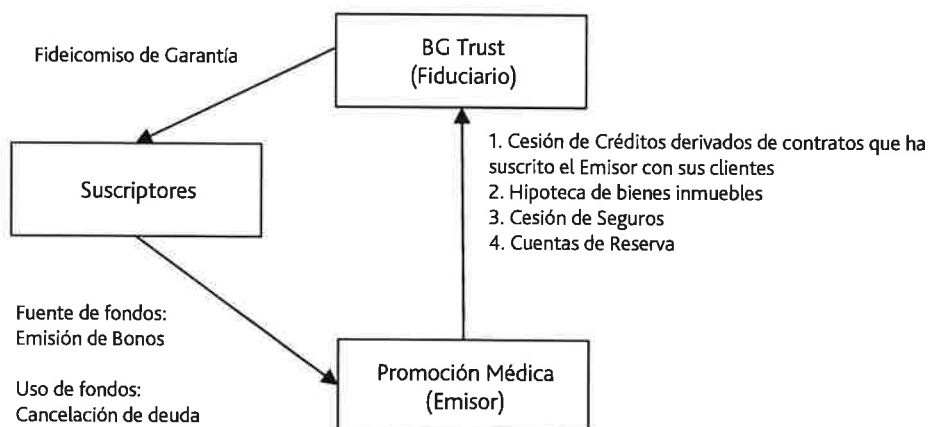 Fideicomiso de Garantía
BG Trust
(Fiduciario)
Suscriptores
1. Cesión de Créditos derivados de contratos que ha
suscrito el Emisor con sus clientes
2. Hipoteca de bienes inmuebles
3. Cesión de Seguros
4. Cuentas de Reserva
Fuente de fondos:
Emisión de Bonos
Uso de fondos:
Cancelación de deuda
Promoción Médica
(Emisor)